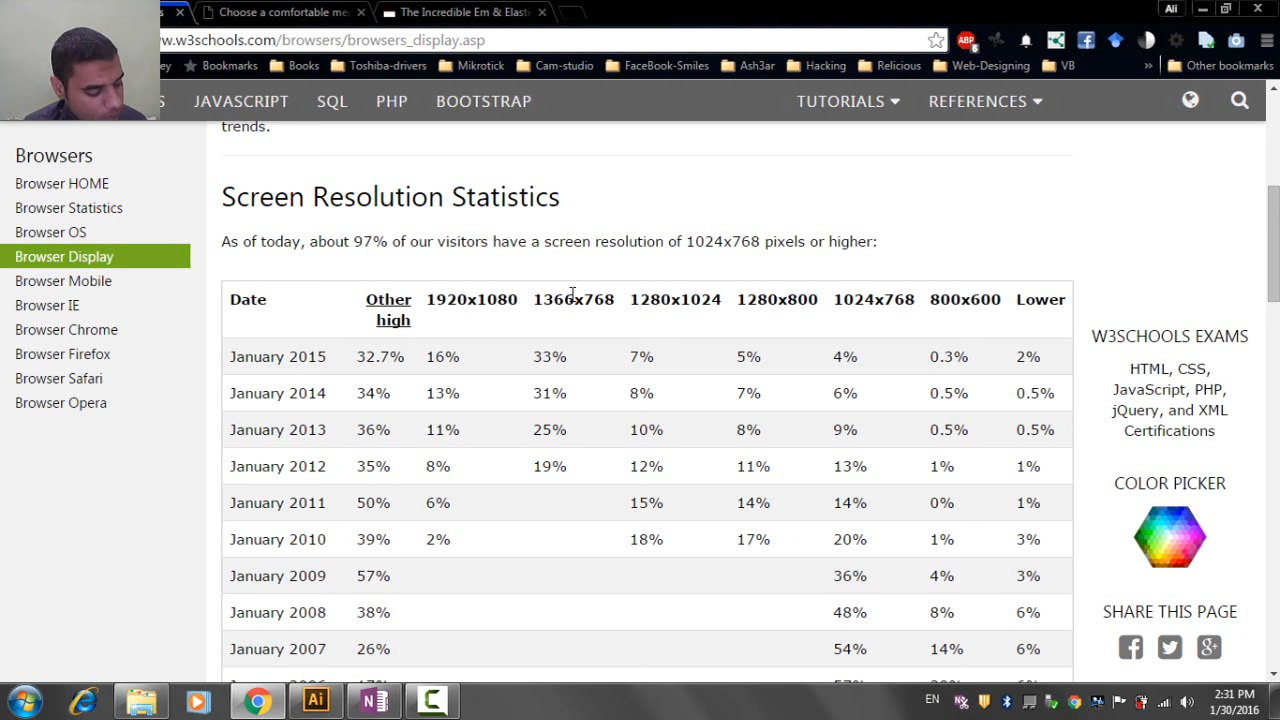 Choose a comfortable me
The Incredible Em & Elast
Ali
w.w3schools.com/browsers/browsers_display.asp
ABP
6
ey
Bookmarks
Books
Toshiba-drivers
Mikrotick
Cam-studio
FaceBook-Smiles
Ash3ar
Hacking
Relicious
Web-Designing
VB
»
Other bookmarks
S JAVASCRIPT SQL PHP BOOTSTRAP TUTORIALS REFERENCES
trends.
Browsers
Browser HOME
Browser Statistics
Browser OS
Browser Display
Browser Mobile
Browser IE
Browser Chrome
Browser Firefox
Browser Safari
Browser Opera
Screen Resolution Statistics
As of today, about 97% of our visitors have a screen resolution of 1024x768 pixels or higher:
Date Other high 1920x1080 1366x768 1280x1024 1280x800 1024x768 800x600 Lower
January 2015 32.7% 16% 33% 7% 5% 4% 0.3% 2%
January 2014 34% 13% 31% 8% 7% 6% 0.5% 0.5%
January 2013 36% 11% 25% 10% 8% 9% 0.5% 0.5%
January 2012 35% 8% 19% 12% 11% 13% 1% 1%
January 2011 50% 6% 15% 14% 14% 0% 1%
January 2010 39% 2% 18% 17% 20% 1% 3%
January 2009 57% 36% 4% 3%
January 2008 38% 48% 8% 6%
January 2007 26% 54% 14% 6%
W3SCHOOLS EXAMS
HTML, CSS,
JavaScript, PHP,
jQuery, and XML
Certifications
COLOR PICKER
SHARE THIS PAGE
Ai
N
C
EN
2:31 PM
1/30/2016